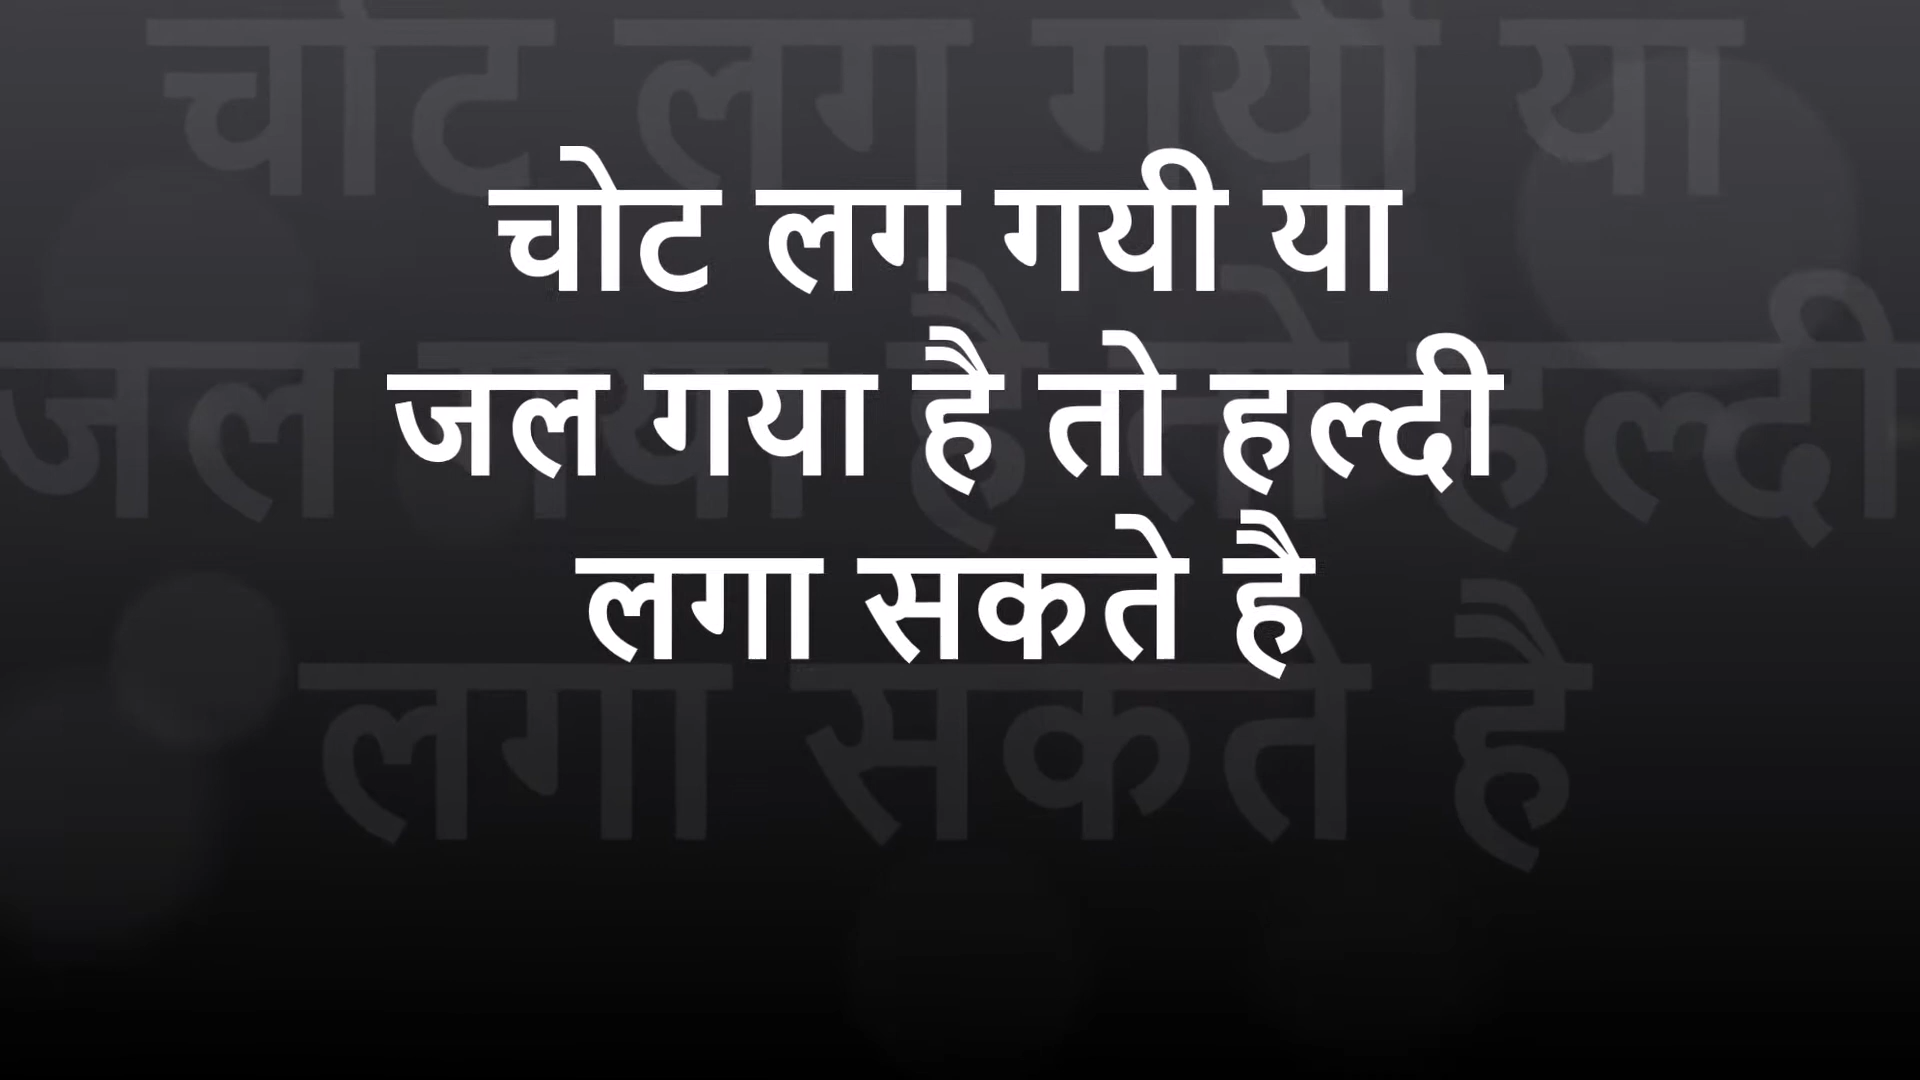 चोट लग गयी या
जल गया है तो हल्दी
लगा सकते है